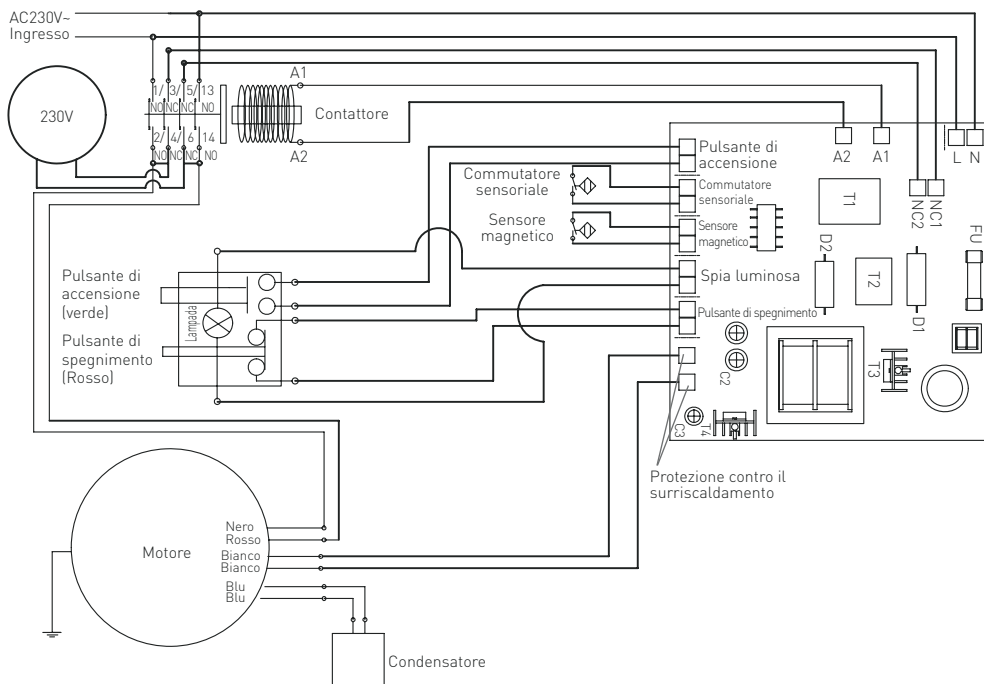 AC230V~
Ingresso
230V
1/ 3/ 5/ 13
NO NC NC NO
2/ 4/ 6 14
NO NC NC NO
A1
Contattore
A2
A2 A1 L N
NC2 NC1
Pulsante di
accensione
Commutatore
sensoriale
Commutatore
sensoriale
Sensore
magnetico
Sensore
magnetico
T1
D2
T2
D1
FU
Spia luminosa
Pulsante di
accensione
(verde)
Lampada
Pulsante di
spegnimento
(Rosso)
Pulsante di spegnimento
C2
T3
C3
T4
Protezione contro il
surriscaldamento
Motore
Nero
Rosso
Bianco
Bianco
Blu
Blu
Condensatore